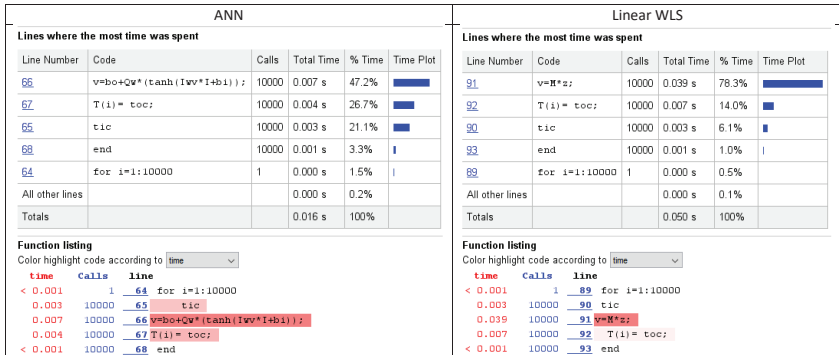 ANN
Lines where the most time was spent
Line Number Code Calls Total Time % Time Time Plot
66 v=bo+Qw*(tanh(Iwv*I+bi)); 10000 0.007 s 47.2%
67 T(i)= toc; 10000 0.004 s 26.7%
65 tic 10000 0.003 s 21.1%
68 end 10000 0.001 s 3.3%
64 for i=1:10000 1 0.000 s 1.5%
All other lines 0.000 s 0.2%
Totals 0.016 s 100%
Function listing
Color highlight code according to time
time Calls line
< 0.001 1 64 for i=1:10000
0.003 10000 65 tic
0.007 10000 66 v=bo+Qw*(tanh(Iwv*I+bi));
0.004 10000 67 T(i)= toc;
< 0.001 10000 68 end
Linear WLS
Lines where the most time was spent
Line Number Code Calls Total Time % Time Time Plot
91 v=M*z; 10000 0.039 s 78.3%
92 T(i)= toc; 10000 0.007 s 14.0%
90 tic 10000 0.003 s 6.1%
93 end 10000 0.001 s 1.0%
89 for i=1:10000 1 0.000 s 0.5%
All other lines 0.000 s 0.1%
Totals 0.050 s 100%
Function listing
Color highlight code according to time
time Calls line
< 0.001 1 89 for i=1:10000
0.003 10000 90 tic
0.039 10000 91 v=M*z;
0.007 10000 92 T(i)= toc;
< 0.001 10000 93 end